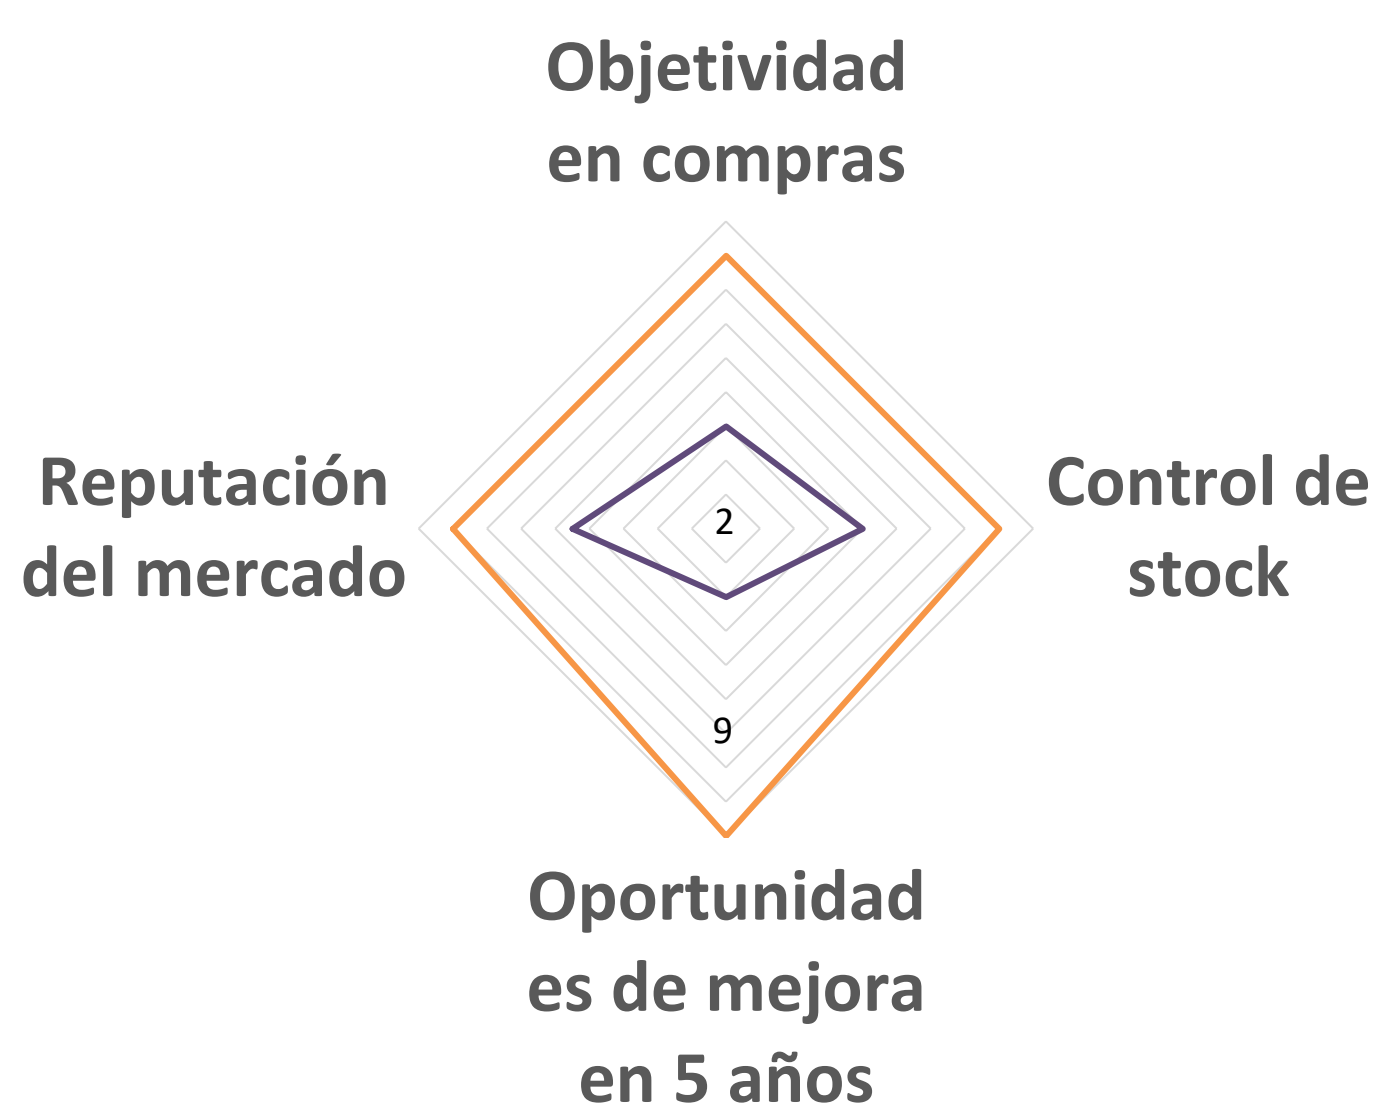 Objetividad
en compras
Reputación
del mercado
2
Control de
stock
9
Oportunidad
es de mejora
en 5 años